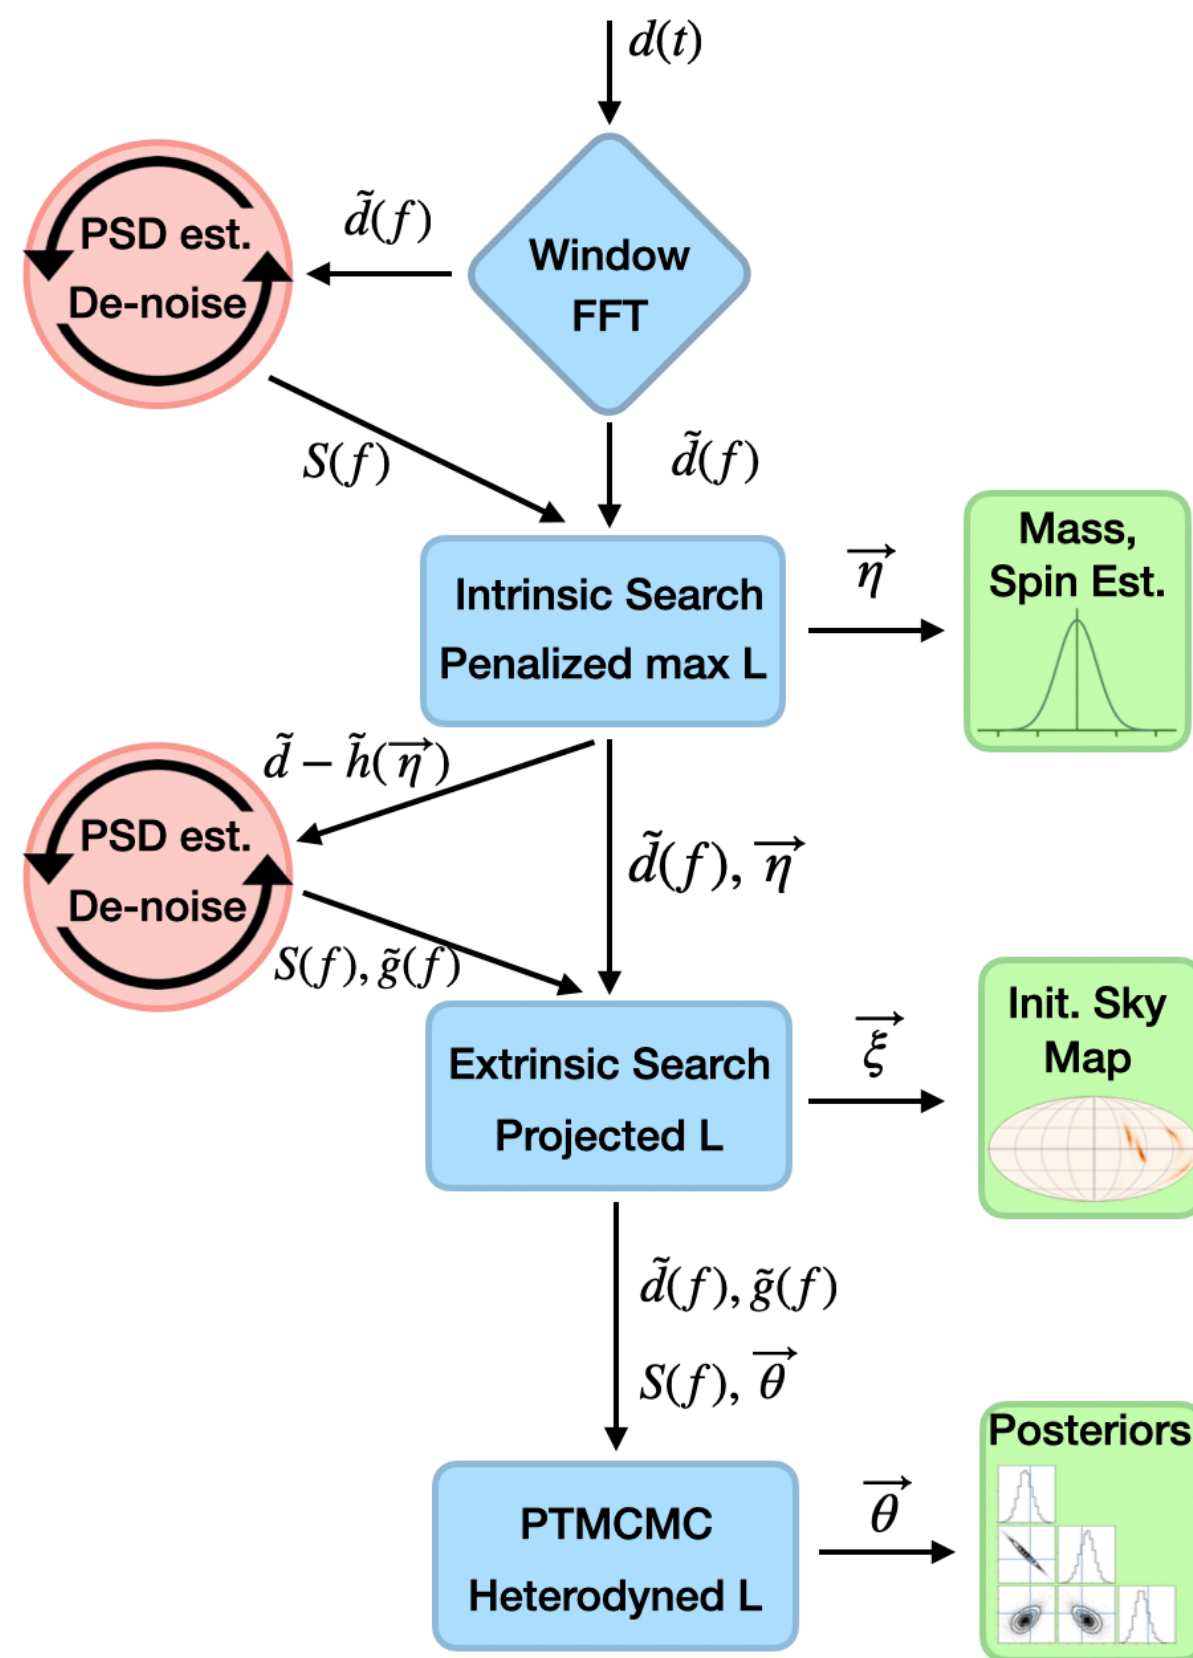 d(t)
Window
FFT
d̃(f)
PSD est.
De-noise
S(f)
d̃(f)
Intrinsic Search
Penalized max L
η⃗
Mass,
Spin Est.
d̃ − h̃(η⃗)
PSD est.
De-noise
d̃(f), η⃗
S(f), g̃(f)
Extrinsic Search
Projected L
ξ⃗
Init. Sky
Map
d̃(f), g̃(f)
S(f), θ⃗
PTMCMC
Heterodyned L
θ⃗
Posteriors